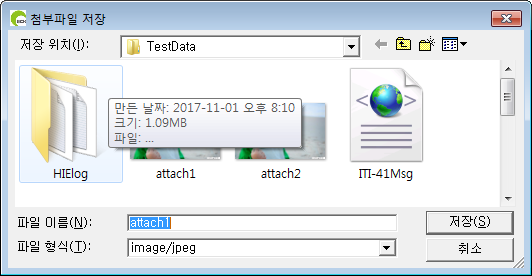 첨부파일 저장
저장 위치(I):
TestData
만든 날짜: 2017-11-01 오후 8:10
크기: 1.09MB
파일: ...
HIElog
attach1
attach2
ITI-41Msg
파일 이름(N):
attach1
저장(S)
파일 형식(T):
image/jpeg
취소